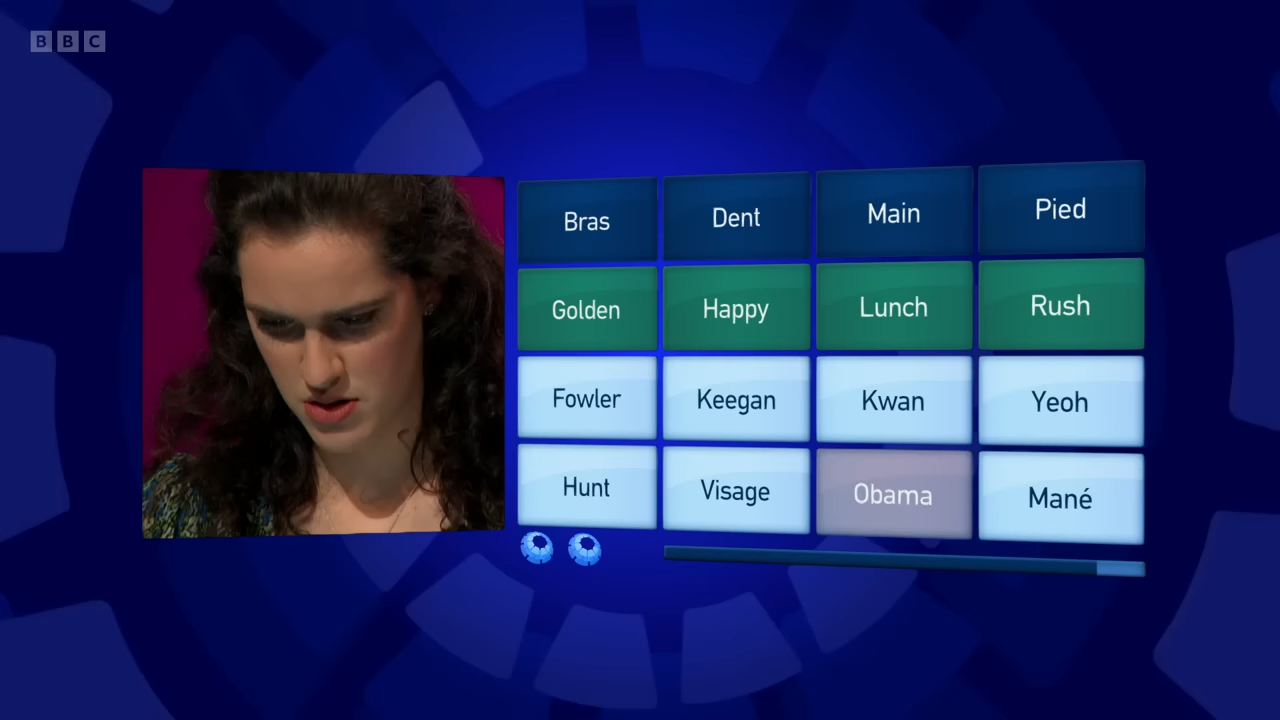 BBC
Bras
Dent
Main
Pied
Golden
Happy
Lunch
Rush
Fowler
Keegan
Kwan
Yeoh
Hunt
Visage
Obama
Mané